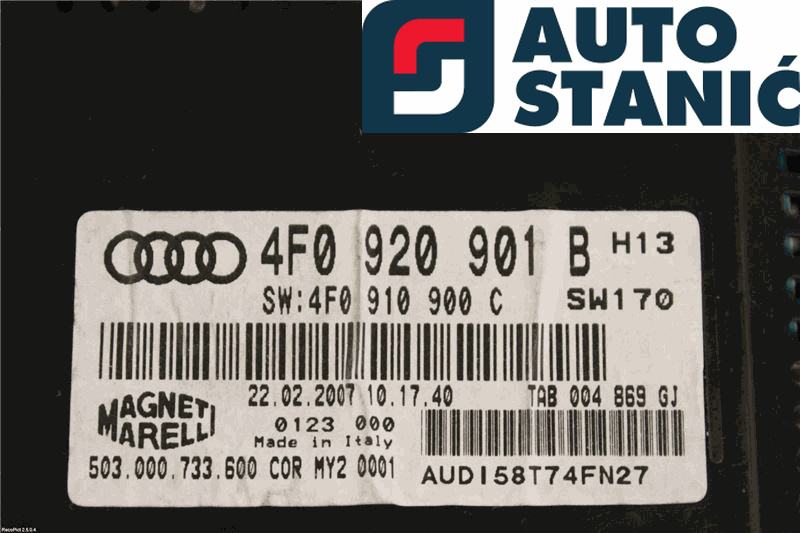 AUTO
STANIĆ
4F0 920 901 B H13
SW:4F0 910 900 C SW170
22.02.2007 10.17.40 TAB 004 869 GJ
MAGNETI
MARELLI
0123 000
Made in Italy
503.000.733.600 COR MY2 0001
AUDI58T74FN27